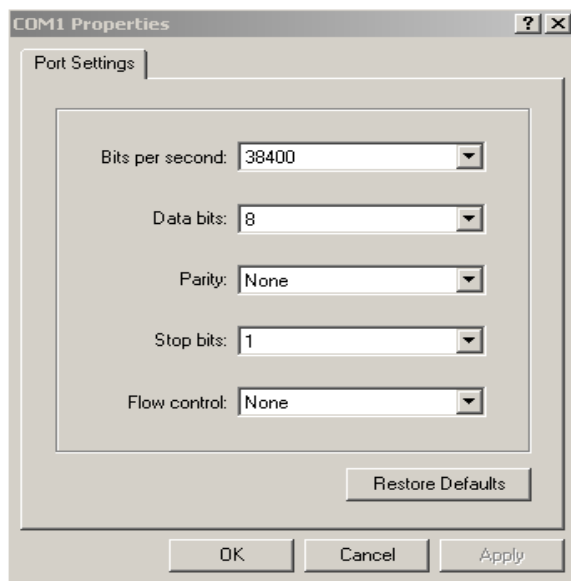 COM1 Properties
Port Settings
Bits per second: 38400
Data bits: 8
Parity: None
Stop bits: 1
Flow control: None
Restore Defaults
OK Cancel Apply